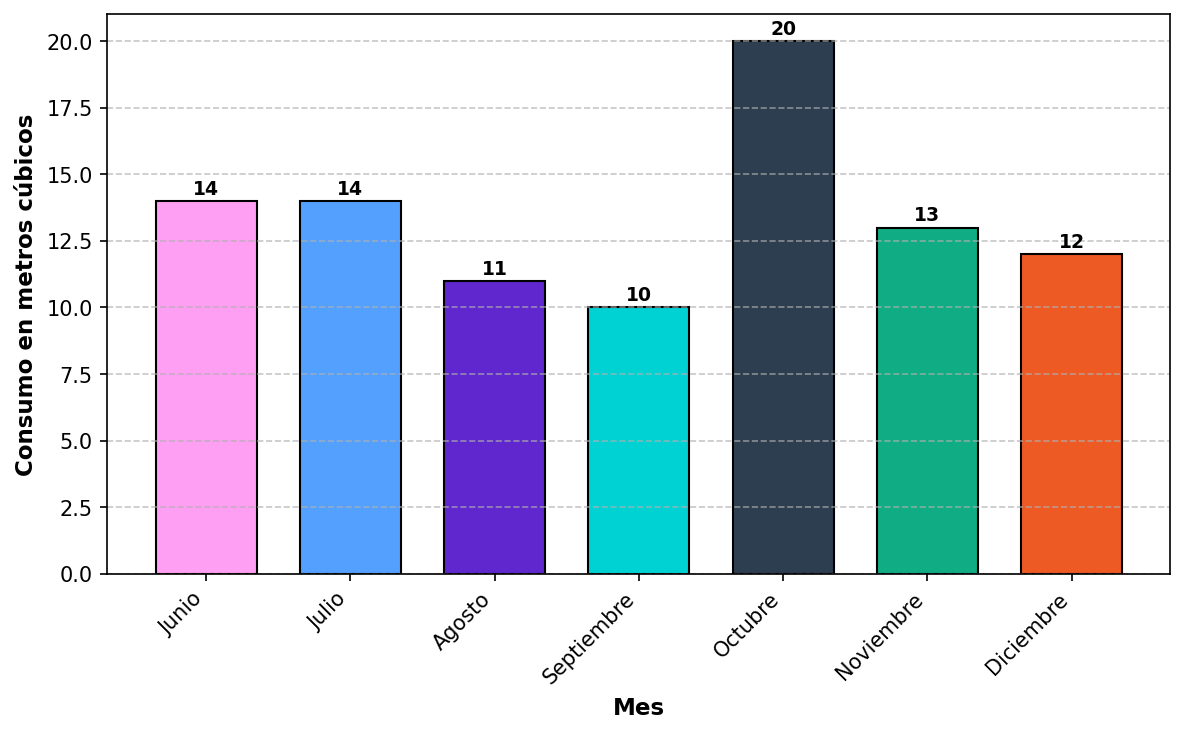 Consumo en metros cúbicos
20.0
17.5
15.0
12.5
10.0
7.5
5.0
2.5
0.0
14
14
11
10
20
13
12
Junio
Julio
Agosto
Septiembre
Octubre
Noviembre
Diciembre
Mes